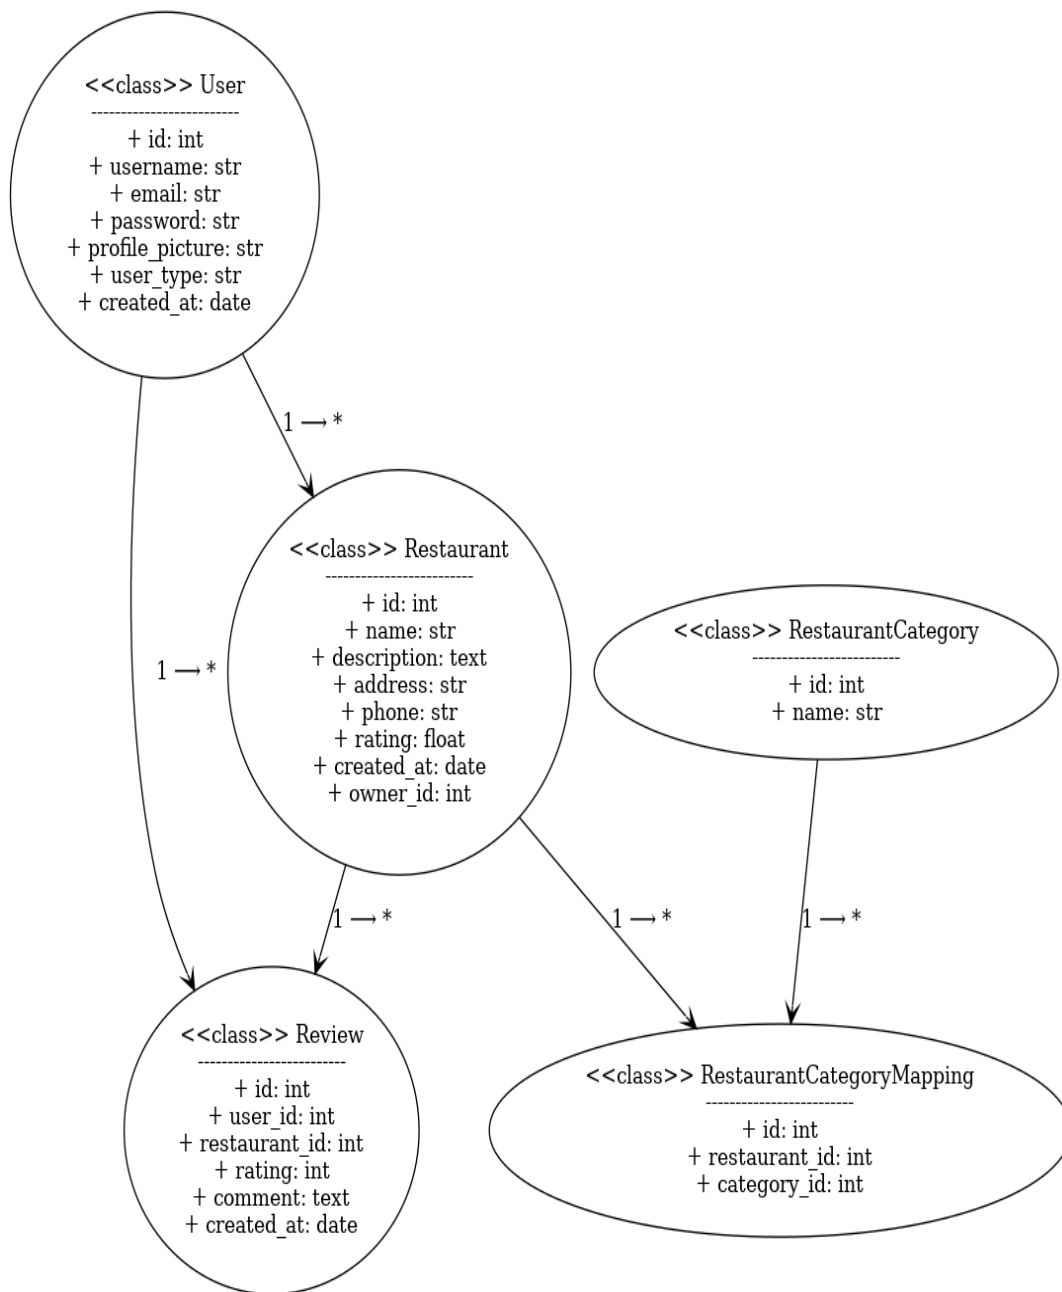 <<class>> User
-------------------------
+ id: int
+ username: str
+ email: str
+ password: str
+ profile_picture: str
+ user_type: str
+ created_at: date
1 ⟶ *
<<class>> Restaurant
-------------------------
+ id: int
+ name: str
+ description: text
+ address: str
+ phone: str
+ rating: float
+ created_at: date
+ owner_id: int
<<class>> RestaurantCategory
-------------------------
+ id: int
+ name: str
1 ⟶ *
1 ⟶ *
1 ⟶ *
1 ⟶ *
<<class>> Review
-------------------------
+ id: int
+ user_id: int
+ restaurant_id: int
+ rating: int
+ comment: text
+ created_at: date
<<class>> RestaurantCategoryMapping
-------------------------
+ id: int
+ restaurant_id: int
+ category_id: int